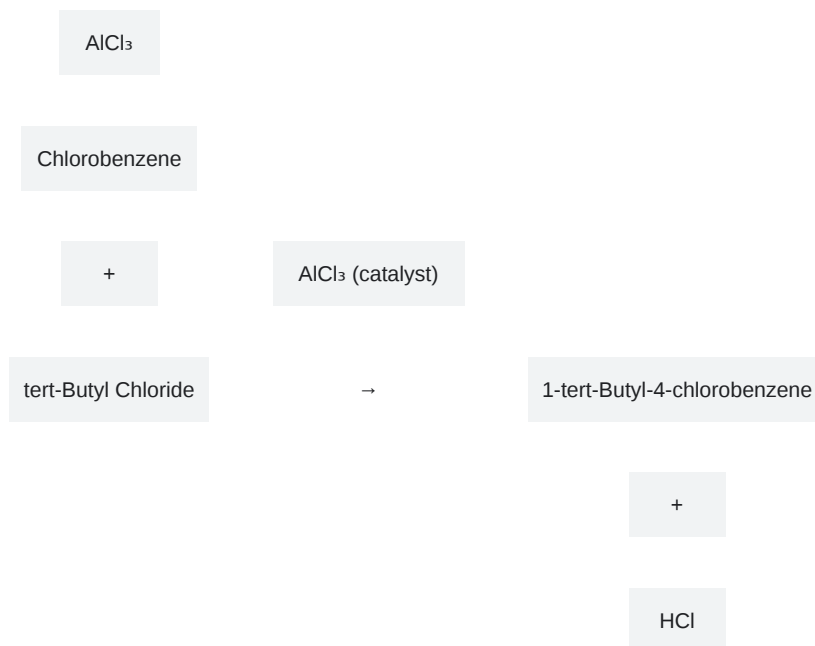 AlCl₃
Chlorobenzene
+
AlCl₃ (catalyst)
tert-Butyl Chloride
→
1-tert-Butyl-4-chlorobenzene
+
HCl